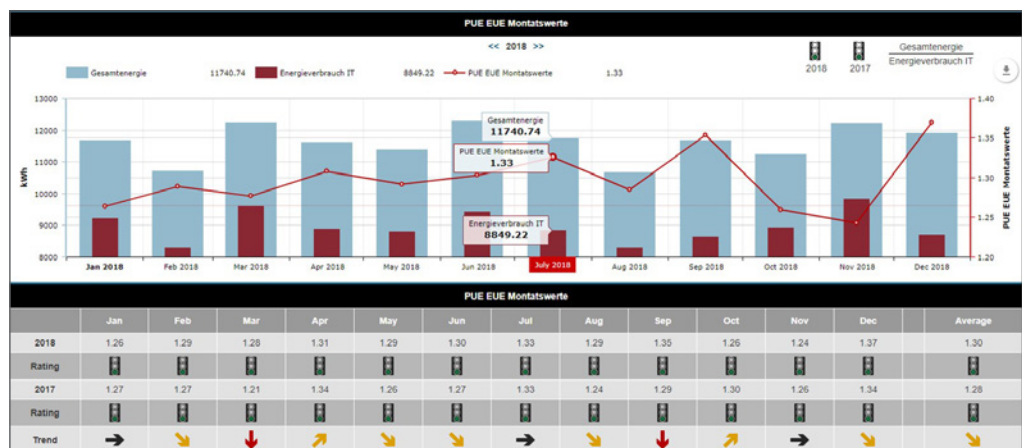 PUE EUE Montatswerte
<< 2018 >>
2018 2017 Gesamtenergie
Energieverbrauch IT
Gesamtenergie 11740.74 Energieverbrauch IT 8849.22 PUE EUE Montatswerte 1.33
13000 1.40
12000 1.35
11000 1.30
10000 1.25
9000
8000 1.20
kWh
PUE EUE Montatswerte
Gesamtenergie
11740.74
PUE EUE Montatswerte
1.33
Energieverbrauch IT
8849.22
Jan 2018 Feb 2018 Mar 2018 Apr 2018 May 2018 Jun 2018 July 2018 Aug 2018 Sep 2018 Oct 2018 Nov 2018 Dec 2018
PUE EUE Montatswerte
Jan Feb Mar Apr May Jun Jul Aug Sep Oct Nov Dec Average
2018 1.26 1.29 1.28 1.31 1.29 1.30 1.33 1.29 1.35 1.26 1.24 1.37 1.30
Rating
2017 1.27 1.27 1.21 1.34 1.26 1.27 1.33 1.24 1.29 1.30 1.26 1.34 1.28
Rating
Trend